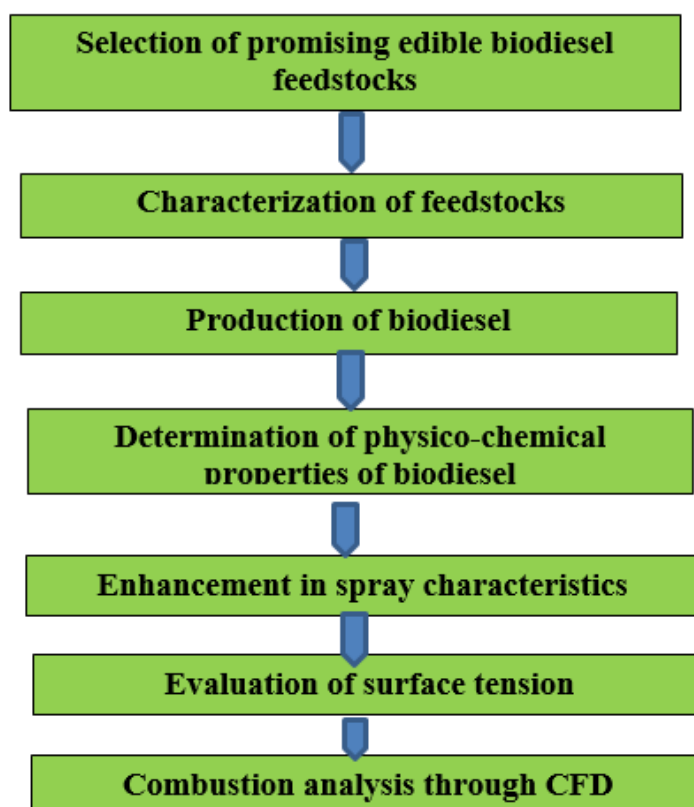 Selection of promising edible biodiesel
feedstocks
Characterization of feedstocks
Production of biodiesel
Determination of physico-chemical
properties of biodiesel
Enhancement in spray characteristics
Evaluation of surface tension
Combustion analysis through CFD